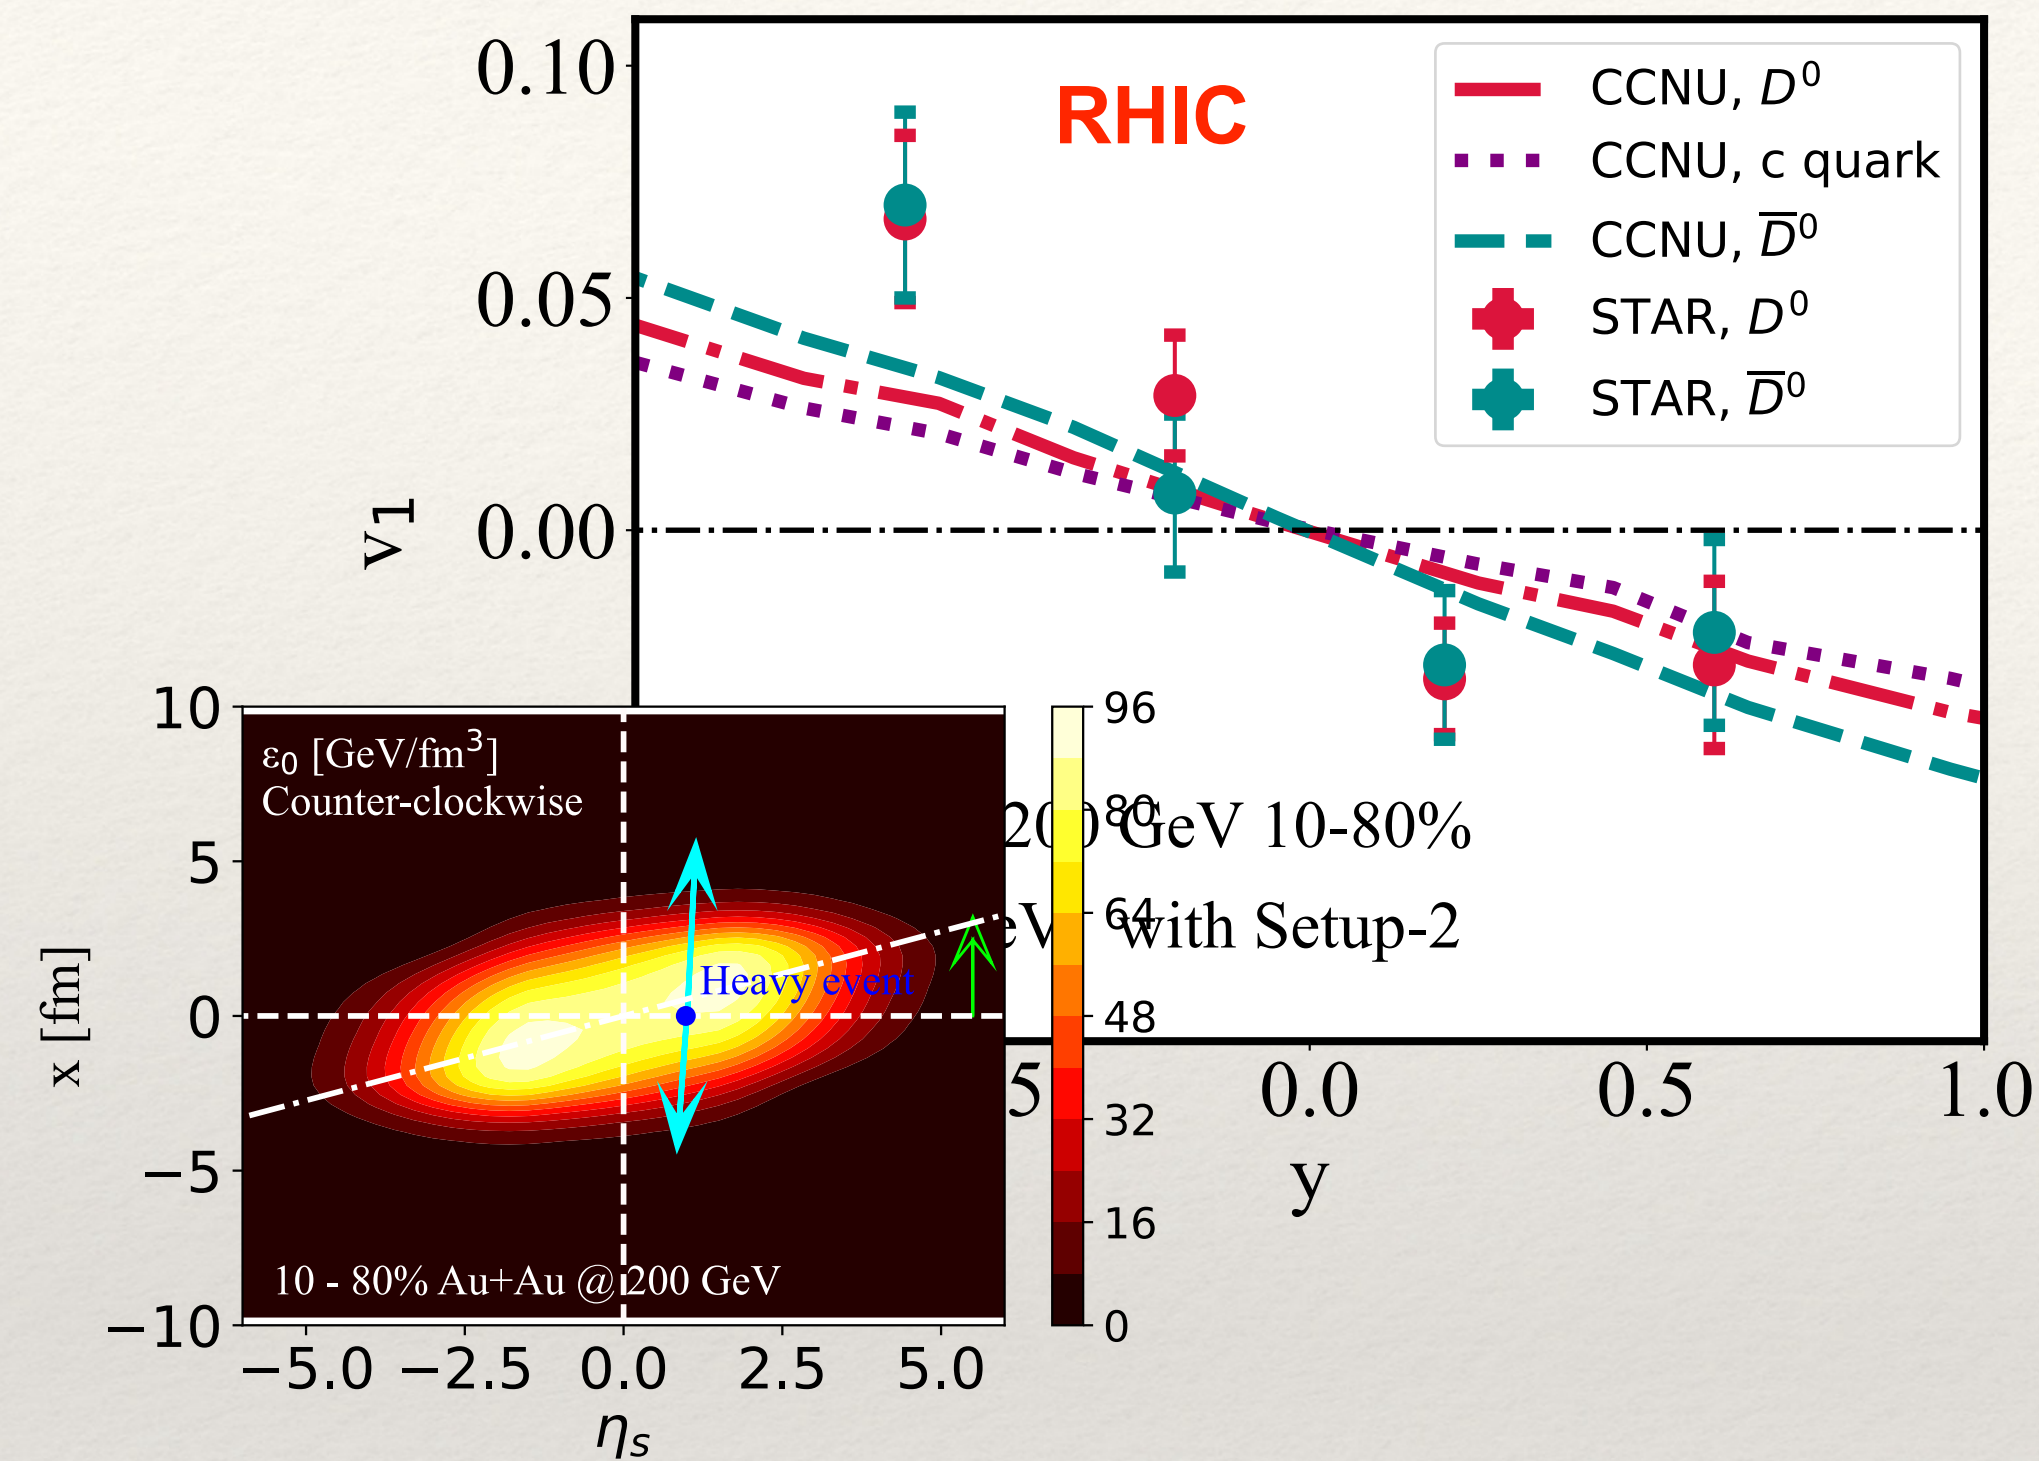 0.10
0.05
0.00
v1
RHIC
CCNU, D⁰
CCNU, c quark
CCNU, D̅⁰
STAR, D⁰
STAR, D̅⁰
200 GeV 10-80%
with Setup-2
0.0
0.5
1.0
y
10
5
0
−5
−10
x [fm]
ε₀ [GeV/fm³]
Counter-clockwise
Heavy event
10 - 80% Au+Au @ 200 GeV
−5.0
−2.5
0.0
2.5
5.0
ηs
96
80
64
48
32
16
0